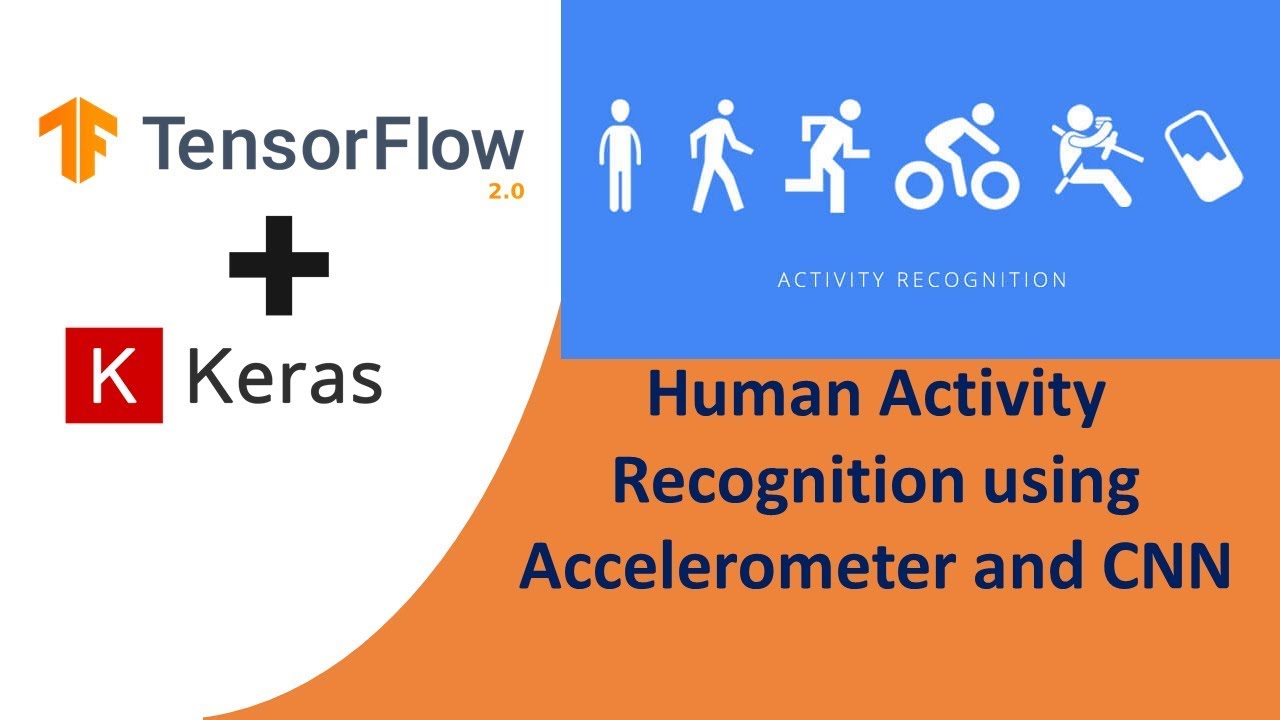 TensorFlow
2.0
K Keras
ACTIVITY RECOGNITION
Human Activity
Recognition using
Accelerometer and CNN